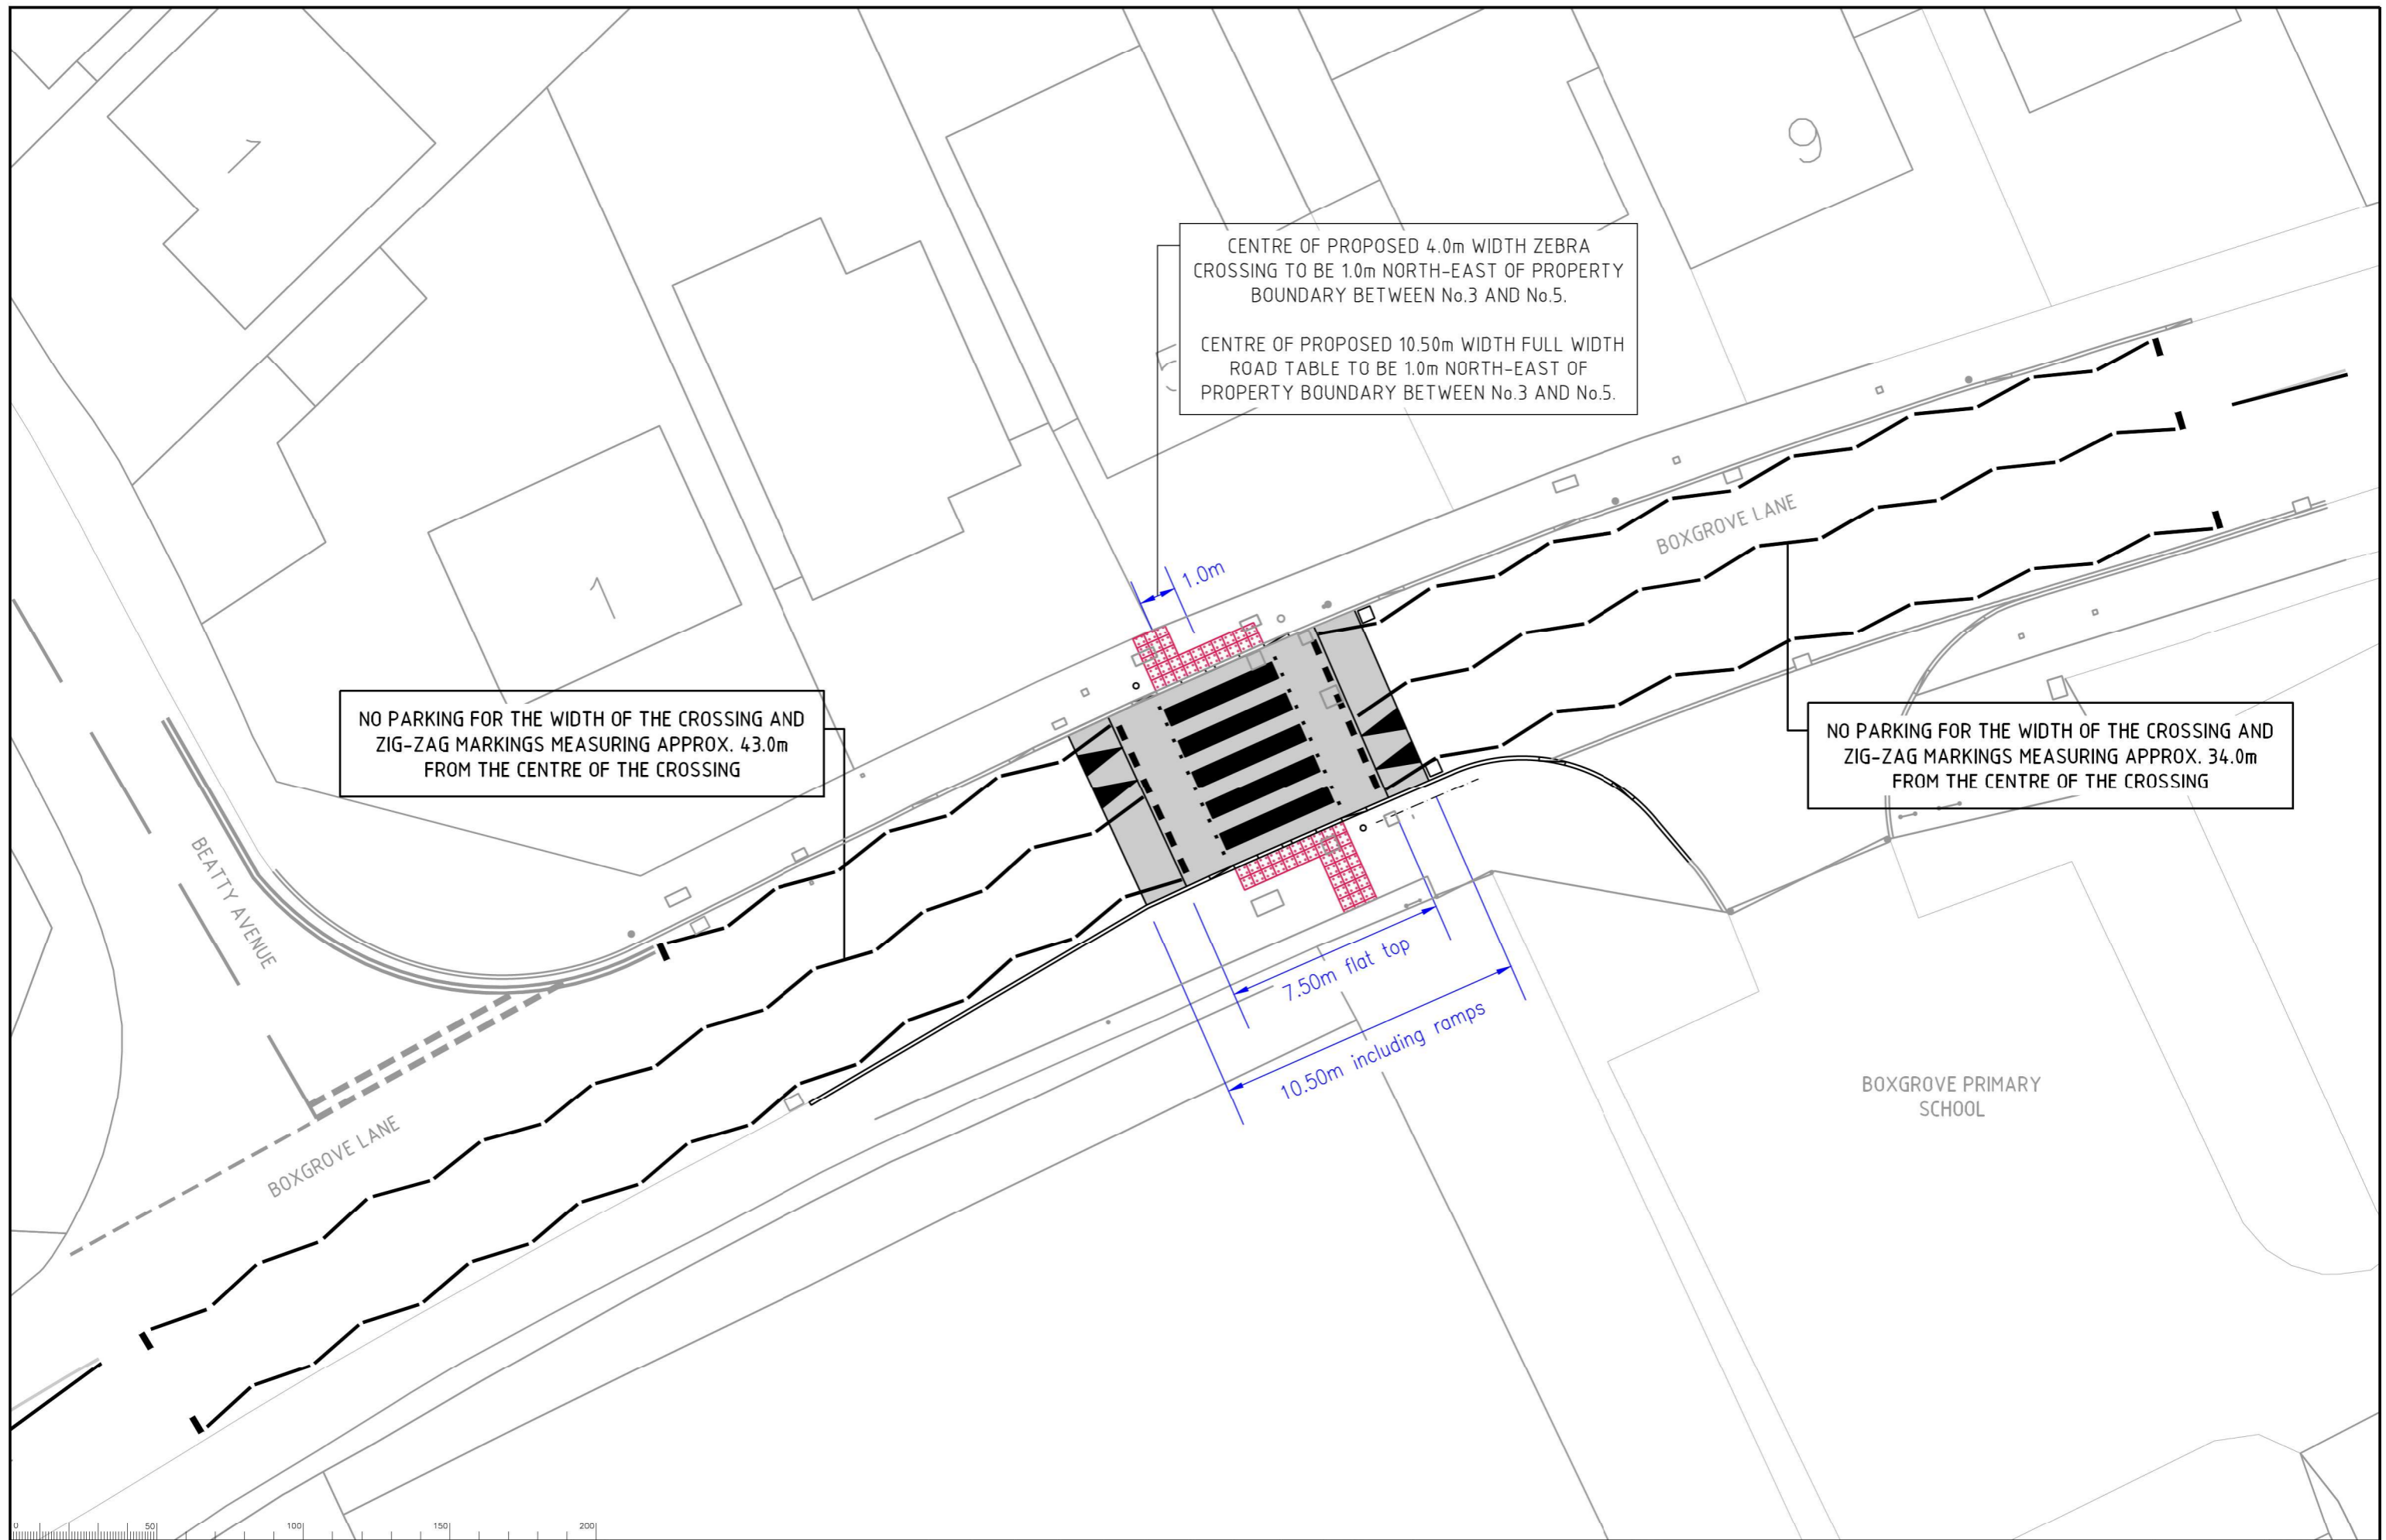 1
9
CENTRE OF PROPOSED 4.0m WIDTH ZEBRA
CROSSING TO BE 1.0m NORTH-EAST OF PROPERTY
BOUNDARY BETWEEN No.3 AND No.5.
CENTRE OF PROPOSED 10.50m WIDTH FULL WIDTH
ROAD TABLE TO BE 1.0m NORTH-EAST OF
PROPERTY BOUNDARY BETWEEN No.3 AND No.5.
BOXGROVE LANE
1.0m
1
NO PARKING FOR THE WIDTH OF THE CROSSING AND
ZIG-ZAG MARKINGS MEASURING APPROX. 43.0m
FROM THE CENTRE OF THE CROSSING
NO PARKING FOR THE WIDTH OF THE CROSSING AND
ZIG-ZAG MARKINGS MEASURING APPROX. 34.0m
FROM THE CENTRE OF THE CROSSING
BEATTY AVENUE
7.50m flat top
10.50m including ramps
BOXGROVE PRIMARY
SCHOOL
BOXGROVE LANE
0 50 100 150 200